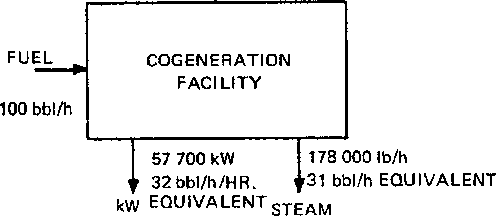 FUEL
100 bbl/h
COGENERATION
FACILITY
57 700 kW
32 bbl/h/HR.
EQUIVALENT
kW
178 000 lb/h
31 bbl/h EQUIVALENT
STEAM